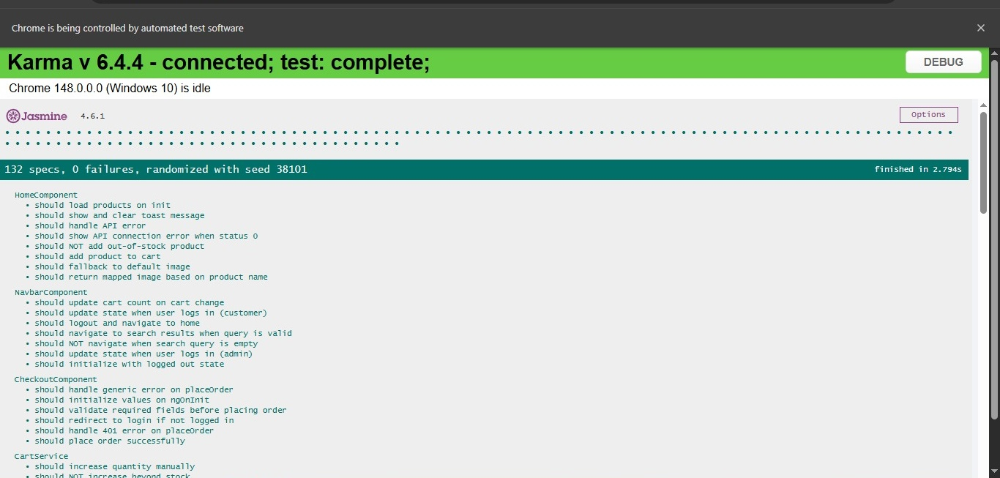 Chrome is being controlled by automated test software
Karma v 6.4.4 - connected; test: complete;
DEBUG
Chrome 148.0.0.0 (Windows 10) is idle
Jasmine 4.6.1
Options
132 specs, 0 failures, randomized with seed 38101
finished in 2.794s
HomeComponent
• should load products on init
• should show and clear toast message
• should handle API error
• should show API connection error when status 0
• should NOT add out-of-stock product
• should add product to cart
• should fallback to default image
• should return mapped image based on product name
NavbarComponent
• should update cart count on cart change
• should update state when user logs in (customer)
• should logout and navigate to home
• should navigate to search results when query is valid
• should NOT navigate when search query is empty
• should update state when user logs in (admin)
• should initialize with logged out state
CheckoutComponent
• should handle generic error on placeOrder
• should initialize values on ngOnInit
• should validate required fields before placing order
• should redirect to login if not logged in
• should handle 401 error on placeOrder
• should place order successfully
CartService
• should increase quantity manually
• should NOT increase beyond stock